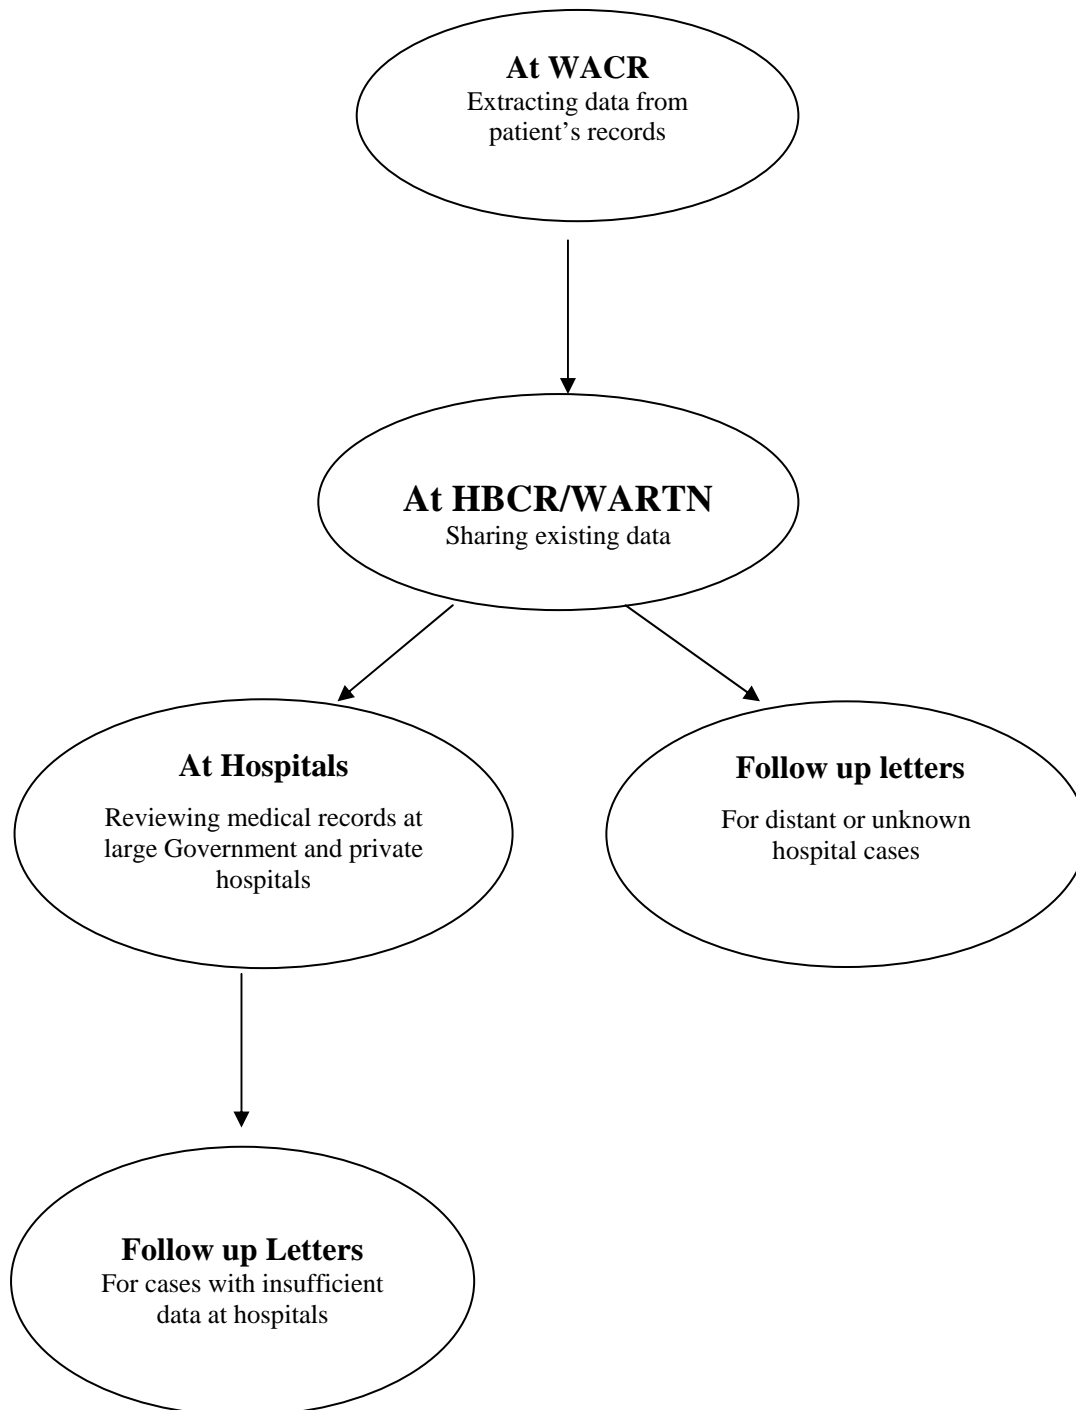 At WACR
Extracting data from
patient’s records
At HBCR/WARTN
Sharing existing data
At Hospitals
Reviewing medical records at
large Government and private
hospitals
Follow up letters
For distant or unknown
hospital cases
Follow up Letters
For cases with insufficient
data at hospitals